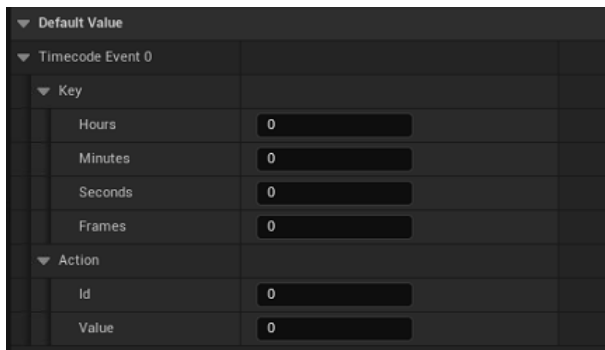 Default Value
Timecode Event 0
Key
Hours 0
Minutes 0
Seconds 0
Frames 0
Action
Id 0
Value 0